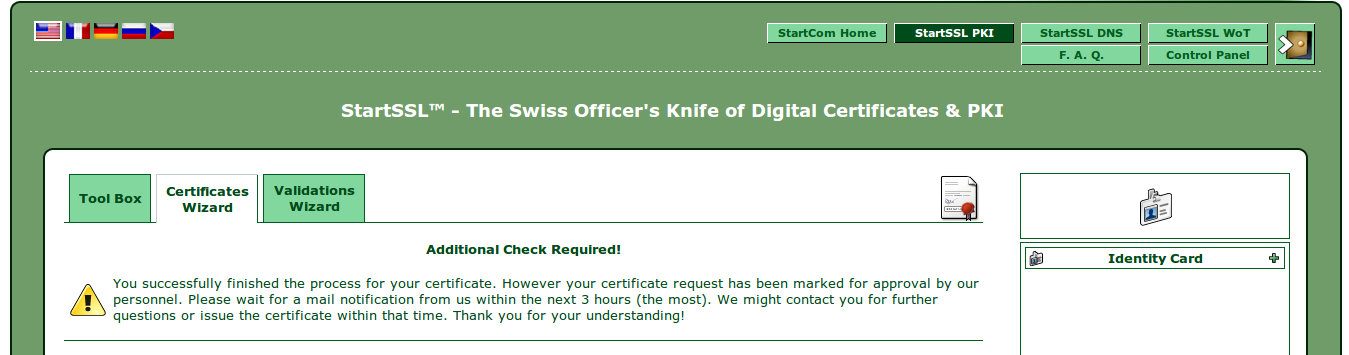 StartCom Home
StartSSL PKI
StartSSL DNS
StartSSL WoT
F. A. Q.
Control Panel
StartSSL™ - The Swiss Officer's Knife of Digital Certificates & PKI
Tool Box
Certificates
Wizard
Validations
Wizard
Additional Check Required!
You successfully finished the process for your certificate. However your certificate request has been marked for approval by our
personnel. Please wait for a mail notification from us within the next 3 hours (the most). We might contact you for further
questions or issue the certificate within that time. Thank you for your understanding!
Identity Card